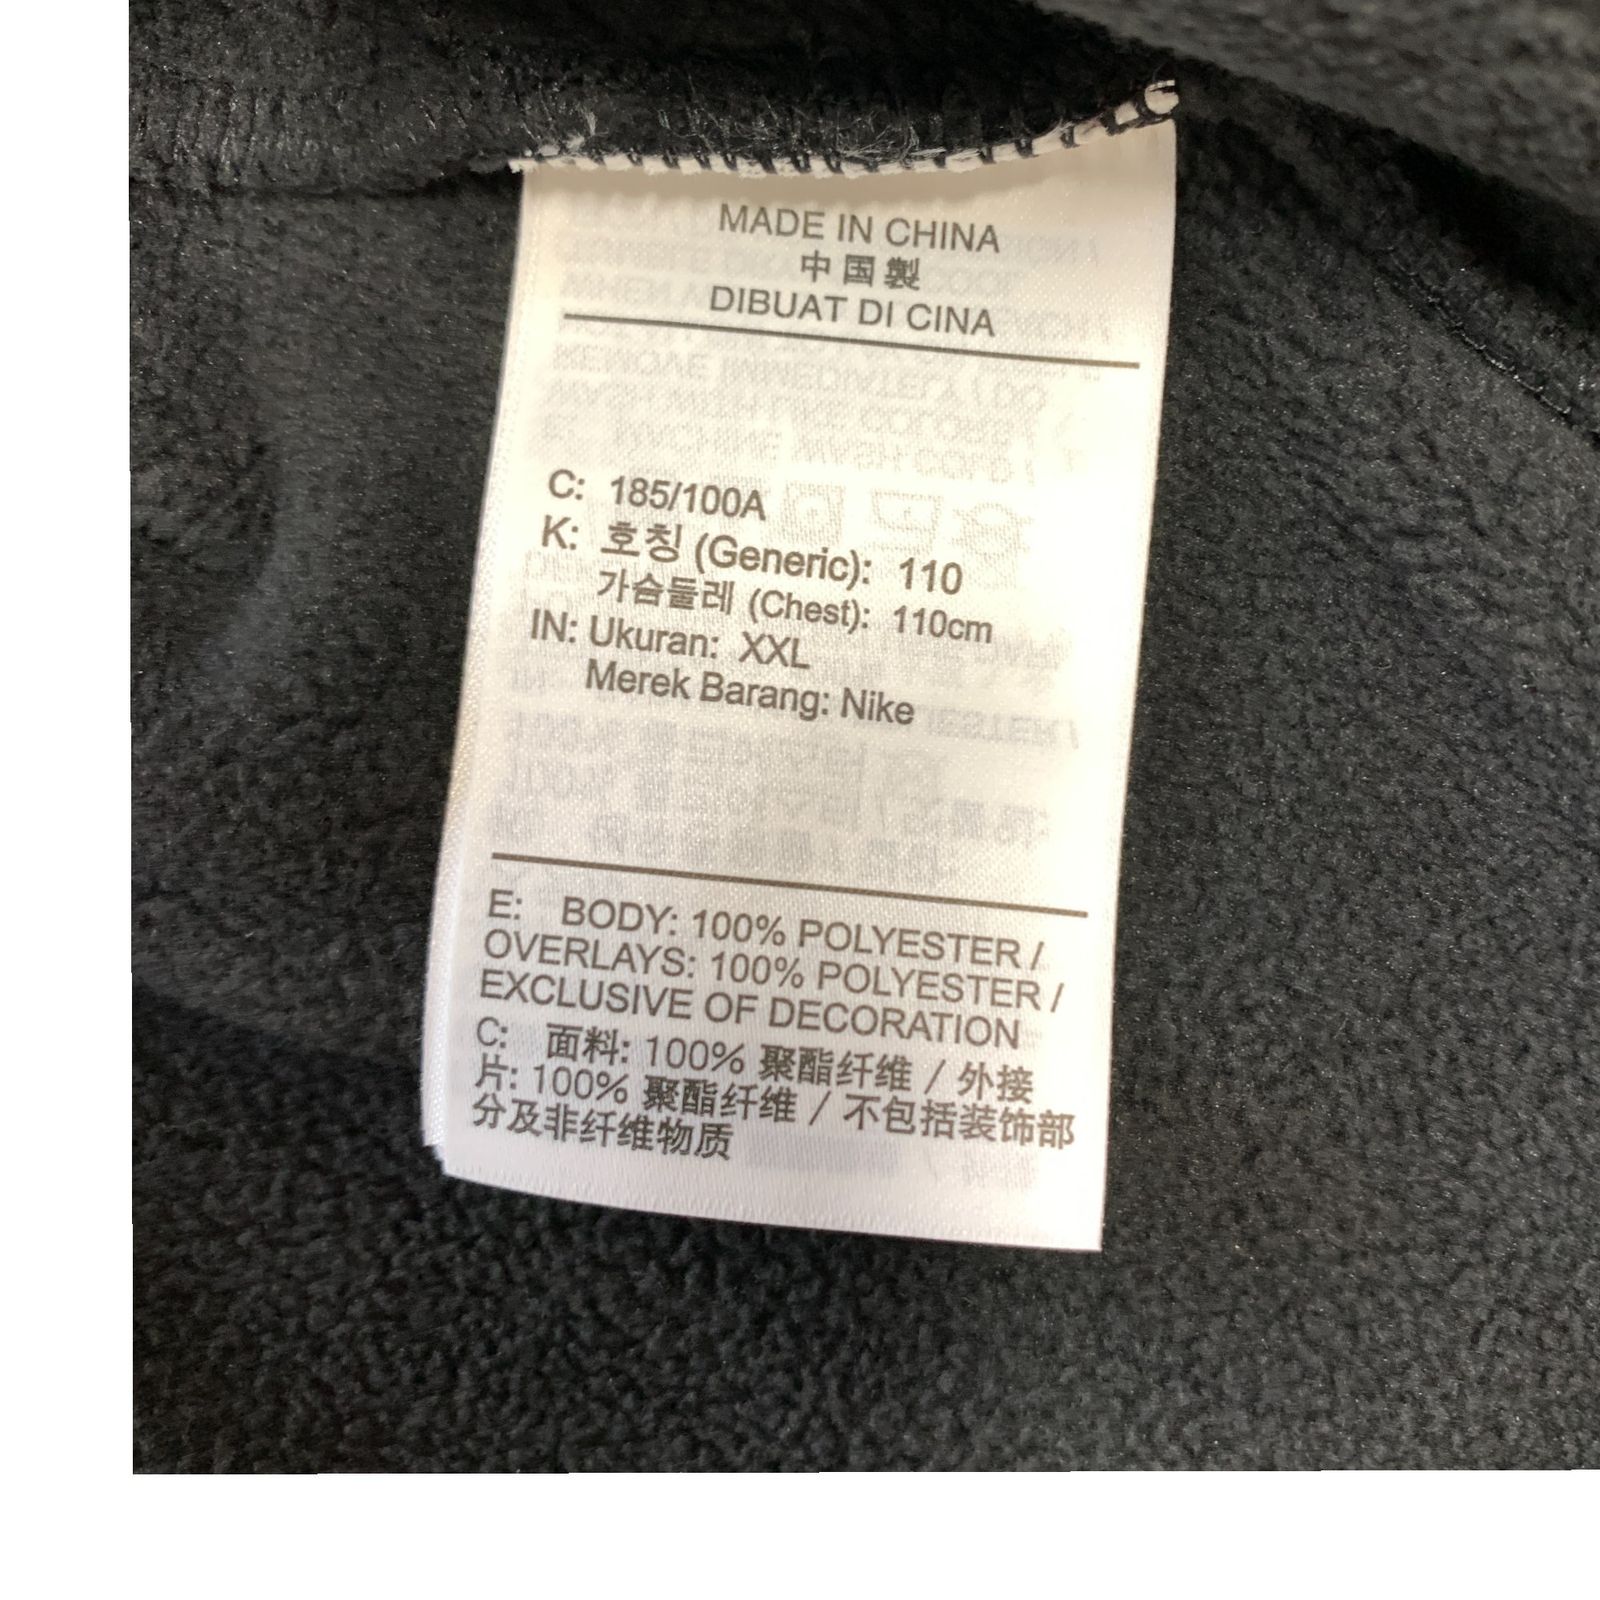 MADE IN CHINA
中国製
DIBUAT DI CINA
C: 185/100A
K: 호칭 (Generic): 110
가슴둘레 (Chest): 110cm
IN: Ukuran: XXL
Merek Barang: Nike
E: BODY: 100% POLYESTER /
OVERLAYS: 100% POLYESTER /
EXCLUSIVE OF DECORATION
C: 面料: 100% 聚酯纤维 / 外接
片: 100% 聚酯纤维 / 不包括装饰部
分及非纤维物质